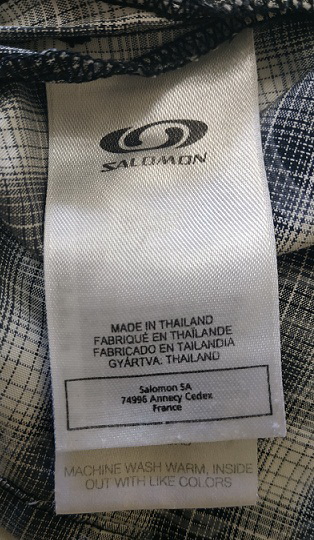 SALOMON
MADE IN THAILAND
FABRIQUÉ EN THAÏLANDE
FABRICADO EN TAILANDIA
GYÁRTVA: THAILAND
Salomon SA
74996 Annecy Cedex
France
MACHINE WASH WARM, INSIDE
OUT WITH LIKE COLORS